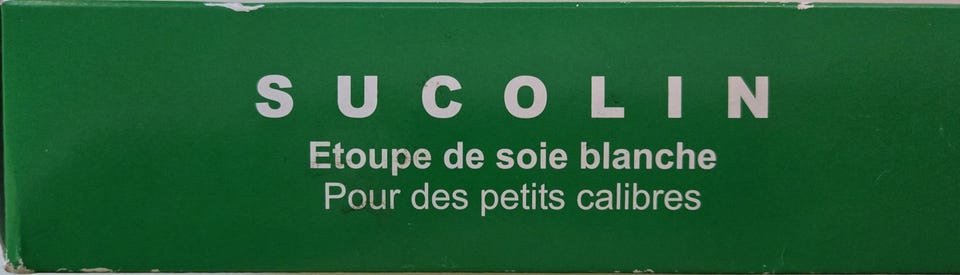 SUCOLIN
Etoupe de soie blanche
Pour des petits calibres